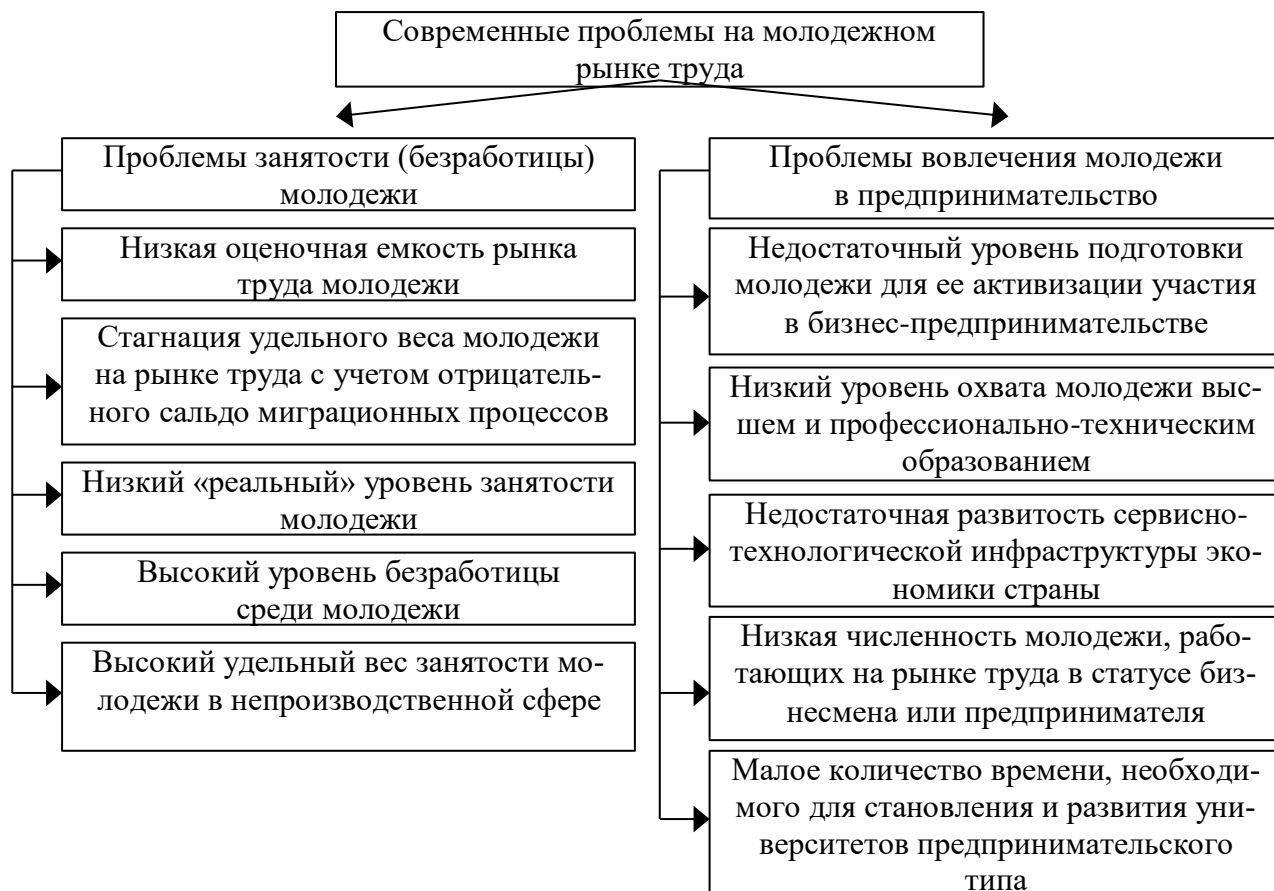 Современные проблемы на молодежном
рынке труда
Проблемы занятости (безработицы)
молодежи
Низкая оценочная емкость рынка
труда молодежи
Стагнация удельного веса молодежи
на рынке труда с учетом отрицатель-
ного сальдо миграционных процессов
Низкий «реальный» уровень занятости
молодежи
Высокий уровень безработицы
среди молодежи
Высокий удельный вес занятости мо-
лодежи в непроизводственной сфере
Проблемы вовлечения молодежи
в предпринимательство
Недостаточный уровень подготовки
молодежи для ее активизации участия
в бизнес-предпринимательстве
Низкий уровень охвата молодежи выс-
шем и профессионально-техническим
образованием
Недостаточная развитость сервисно-
технологической инфраструктуры эко-
номики страны
Низкая численность молодежи, рабо-
тающих на рынке труда в статусе биз-
несмена или предпринимателя
Малое количество времени, необходи-
мого для становления и развития уни-
верситетов предпринимательского
типа